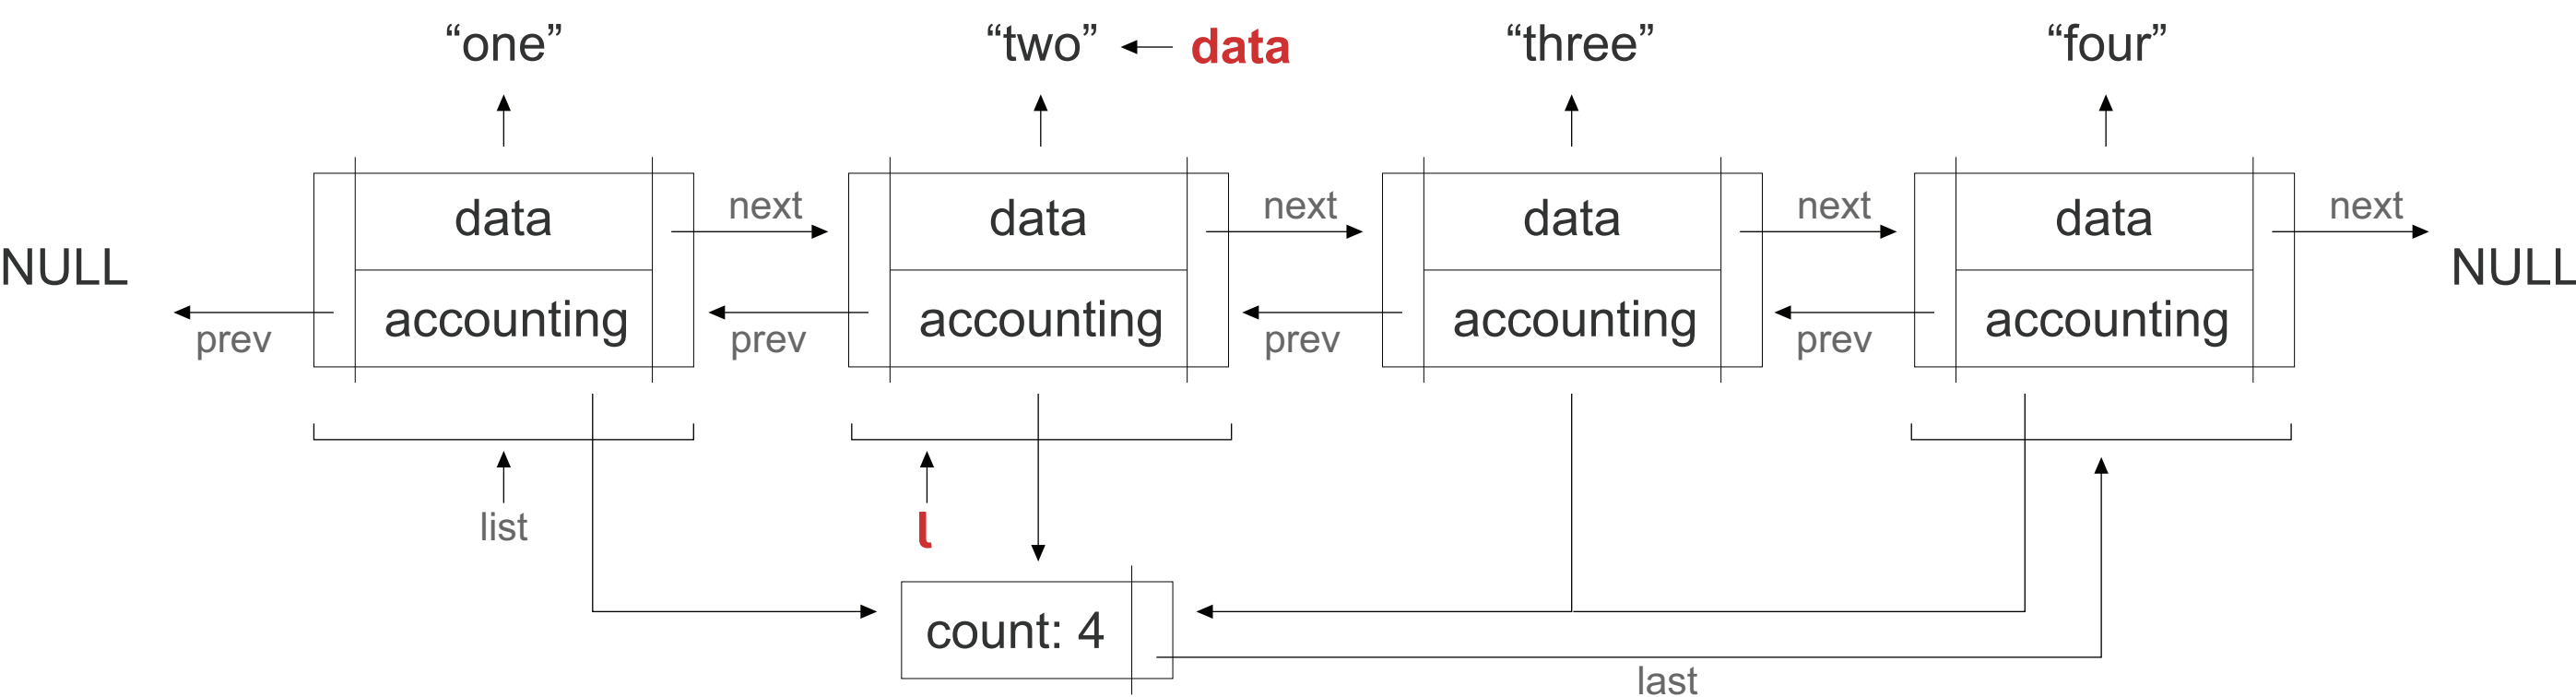 “one”
“two”
data
“three”
“four”
data
next
data
next
data
next
data
next
NULL
NULL
accounting
accounting
accounting
accounting
prev
prev
prev
prev
list
l
count: 4
last